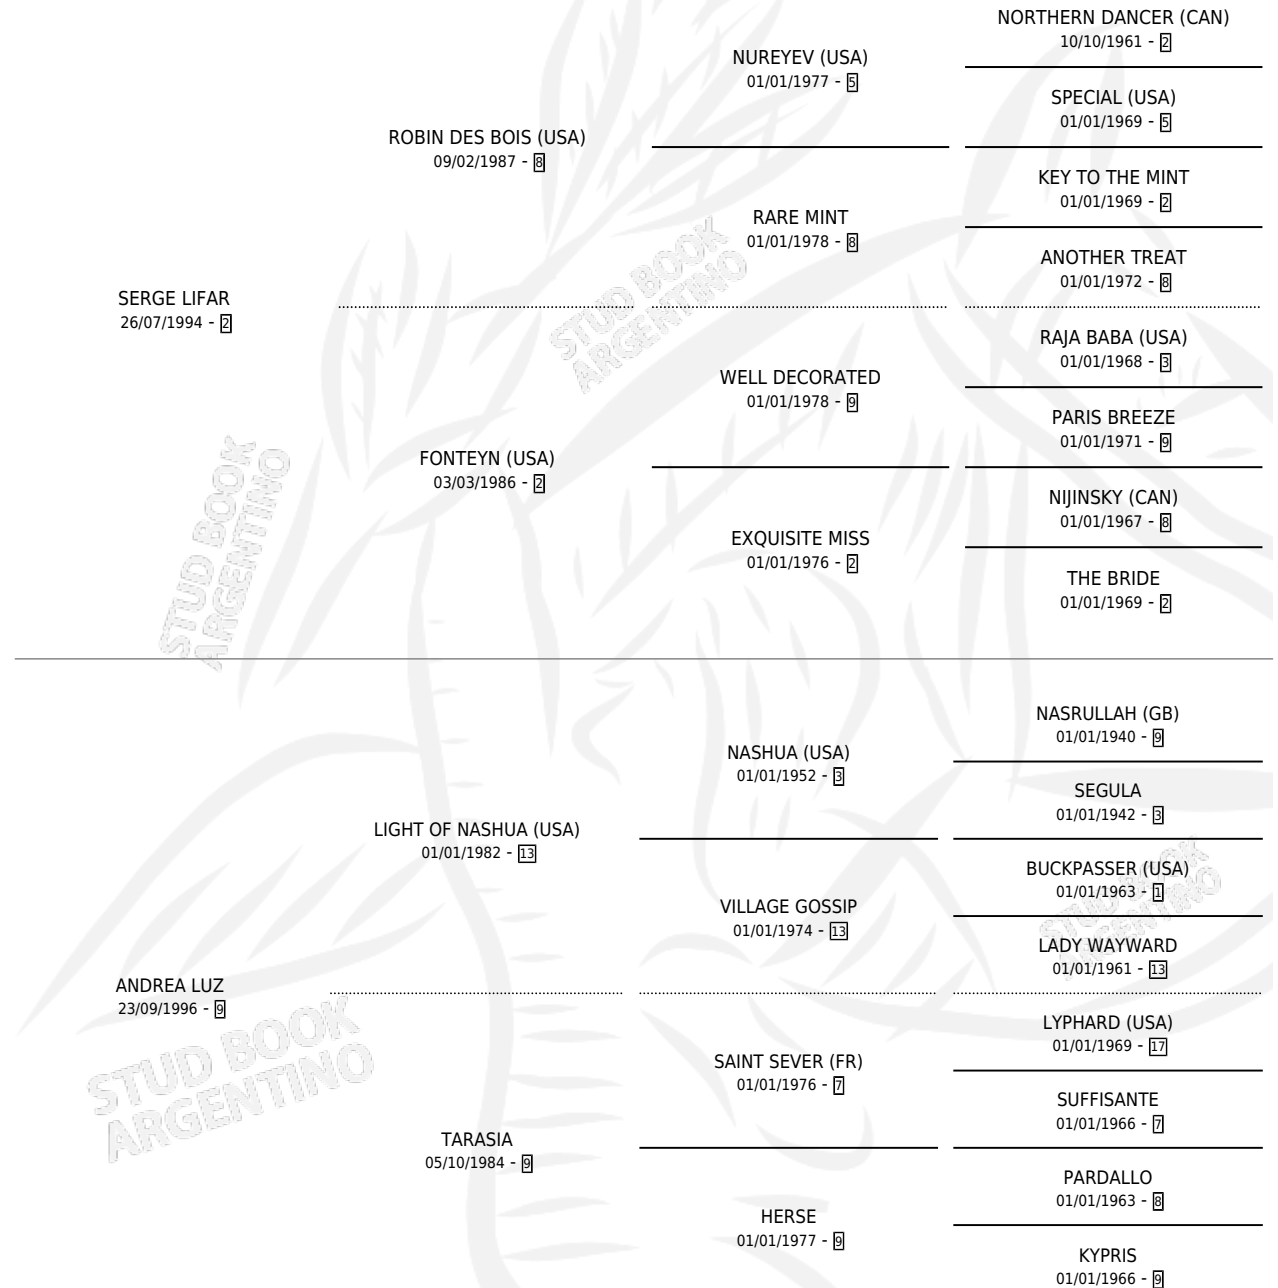 NORTHERN DANCER (CAN)
10/10/1961 - 2
NUREYEV (USA)
01/01/1977 - 5
SPECIAL (USA)
01/01/1969 - 5
ROBIN DES BOIS (USA)
09/02/1987 - 8
KEY TO THE MINT
01/01/1969 - 2
RARE MINT
01/01/1978 - 8
ANOTHER TREAT
01/01/1972 - 8
SERGE LIFAR
26/07/1994 - 2
STUD BOOK
ARGENTINO
RAJA BABA (USA)
01/01/1968 - 3
WELL DECORATED
01/01/1978 - 9
PARIS BREEZE
01/01/1971 - 9
FONTEYN (USA)
03/03/1986 - 2
NIJINSKY (CAN)
01/01/1967 - 8
EXQUISITE MISS
01/01/1976 - 2
THE BRIDE
01/01/1969 - 2
STUD BOOK
ARGENTINO
NASRULLAH (GB)
01/01/1940 - 9
NASHUA (USA)
01/01/1952 - 3
SEGULA
01/01/1942 - 3
LIGHT OF NASHUA (USA)
01/01/1982 - 13
BUCKPASSER (USA)
01/01/1963 - 1
VILLAGE GOSSIP
01/01/1974 - 13
LADY WAYWARD
01/01/1961 - 13
STUD BOOK
ARGENTINO
ANDREA LUZ
23/09/1996 - 9
LYPHARD (USA)
01/01/1969 - 17
SAINT SEVER (FR)
01/01/1976 - 7
SUFFISANTE
01/01/1966 - 7
STUD BOOK
ARGENTINO
TARASIA
05/10/1984 - 9
PARDALLO
01/01/1963 - 8
HERSE
01/01/1977 - 9
KYPRIS
01/01/1966 - 9